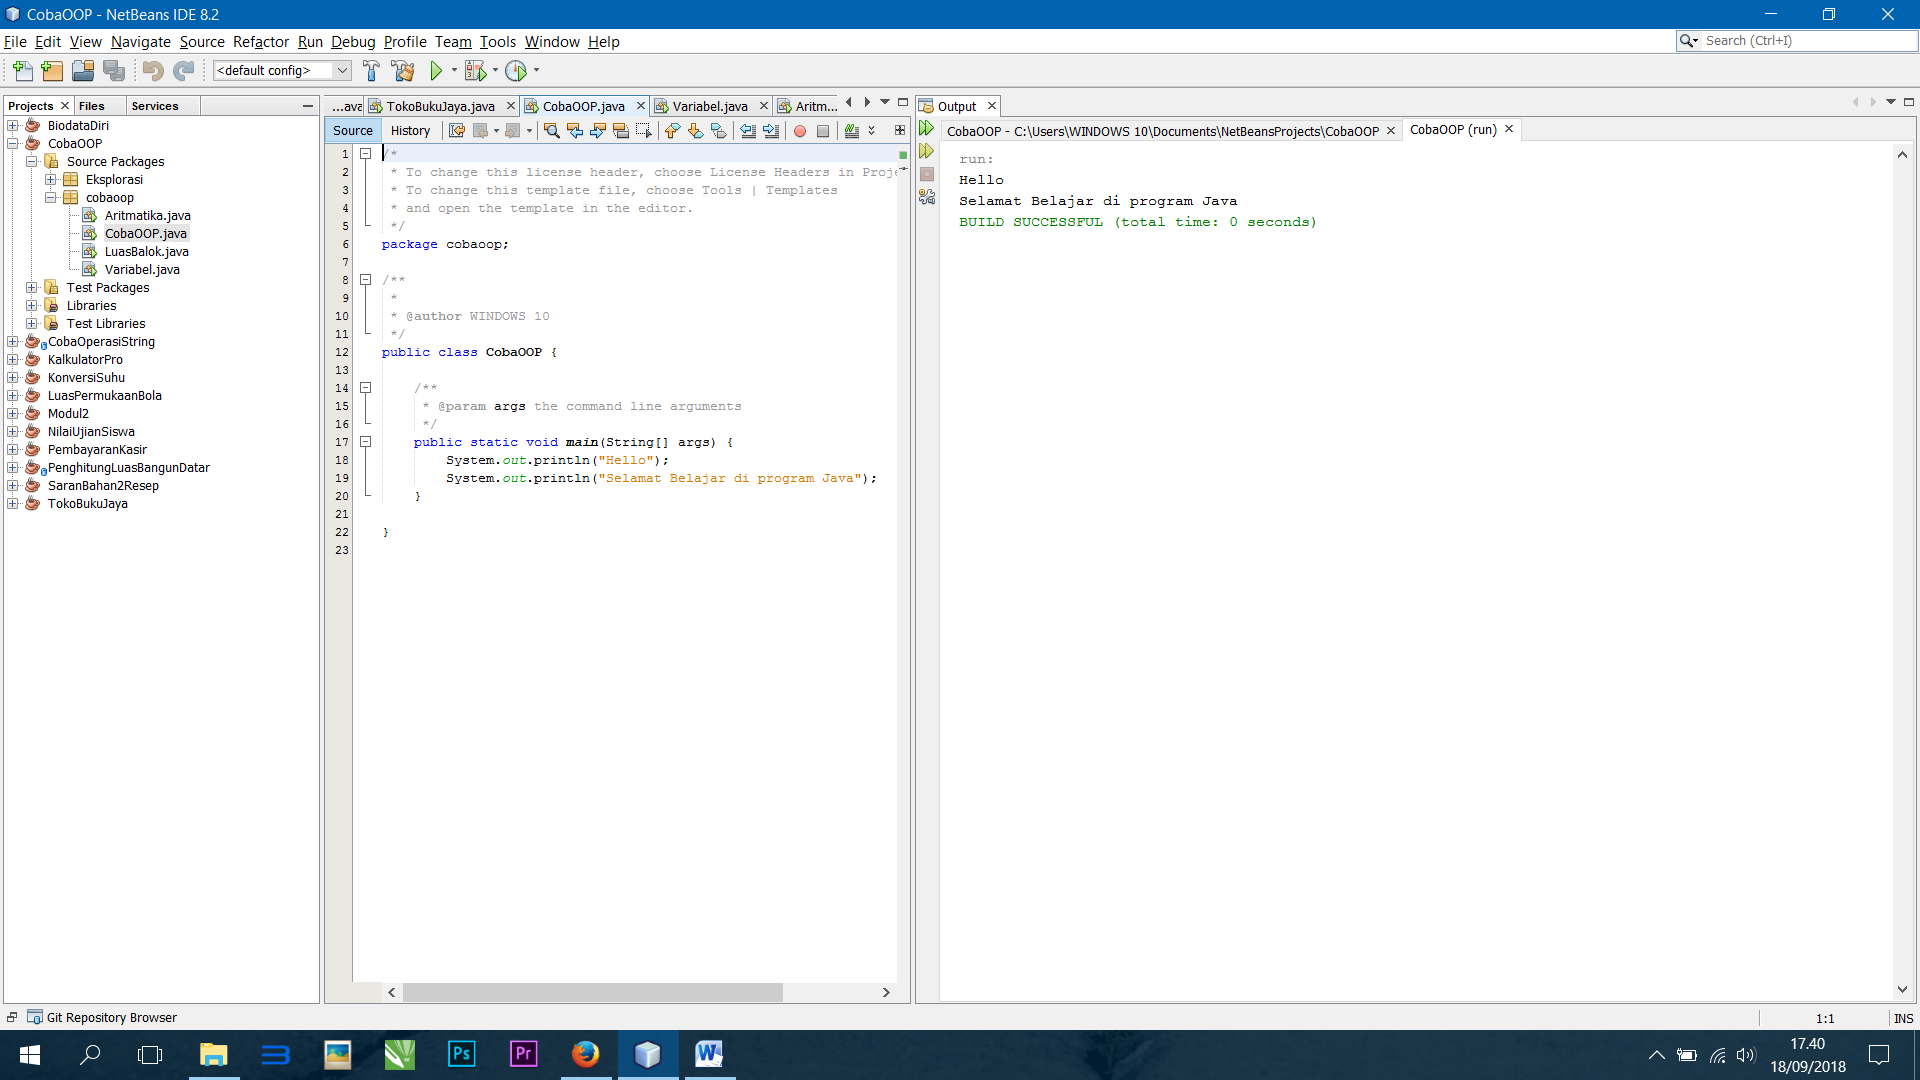 CobaOOP - NetBeans IDE 8.2
File Edit View Navigate Source Refactor Run Debug Profile Team Tools Window Help
Search (Ctrl+I)
<default config>
Projects Files Services
BiodataDiri
CobaOOP
Source Packages
Eksplorasi
cobaoop
Aritmatika.java
CobaOOP.java
LuasBalok.java
Variabel.java
Test Packages
Libraries
Test Libraries
CobaOperasiString
KalkulatorPro
KonversiSuhu
LuasPermukaanBola
Modul2
NilaiUjianSiswa
PembayaranKasir
PenghitungLuasBangunDatar
SaranBahan2Resep
TokoBukuJaya
...ava TokoBukuJaya.java CobaOOP.java Variabel.java Aritm...
Source History
1 /*
2 * To change this license header, choose License Headers in Proje
3 * To change this template file, choose Tools | Templates
4 * and open the template in the editor.
5 */
6 package cobaoop;
7
8 /**
9 *
10 * @author WINDOWS 10
11 */
12 public class CobaOOP {
13
14 /**
15 * @param args the command line arguments
16 */
17 public static void main(String[] args) {
18 System.out.println("Hello");
19 System.out.println("Selamat Belajar di program Java");
20 }
21
22 }
23
Output
CobaOOP - C:\Users\WINDOWS 10\Documents\NetBeansProjects\CobaOOP CobaOOP (run)
run:
Hello
Selamat Belajar di program Java
BUILD SUCCESSFUL (total time: 0 seconds)
Git Repository Browser
1:1 INS
Ps Pr
17.40
18/09/2018